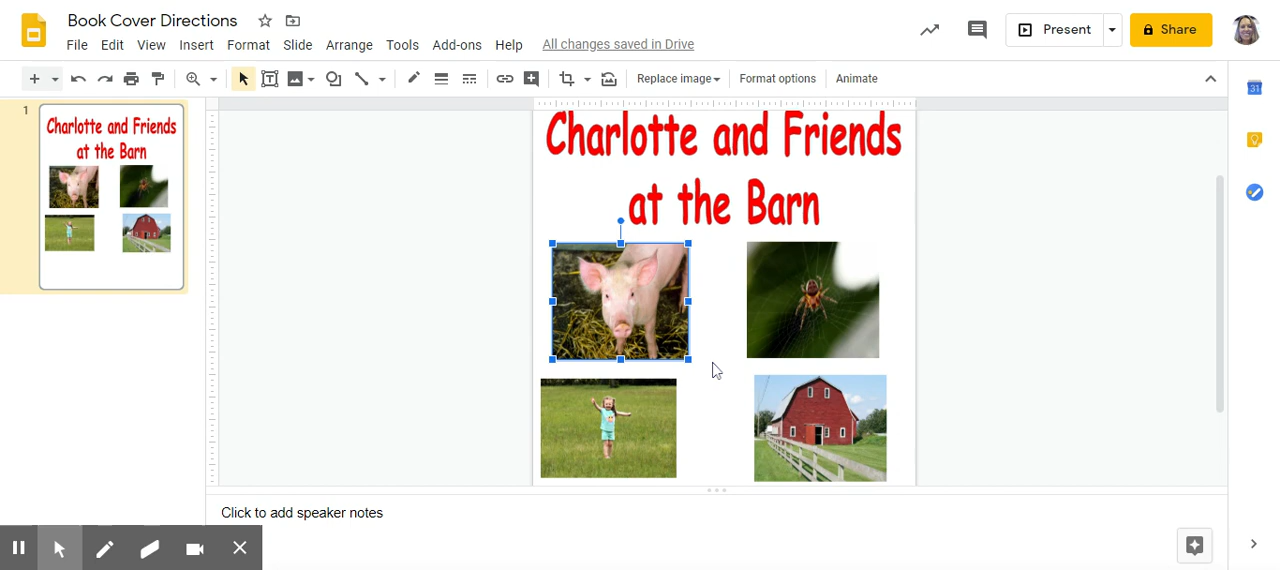 Book Cover Directions
File Edit View Insert Format Slide Arrange Tools Add-ons Help All changes saved in Drive
Present
Share
Replace image Format options Animate
1
Charlotte and Friends
at the Barn
Charlotte and Friends
at the Barn
31
Click to add speaker notes